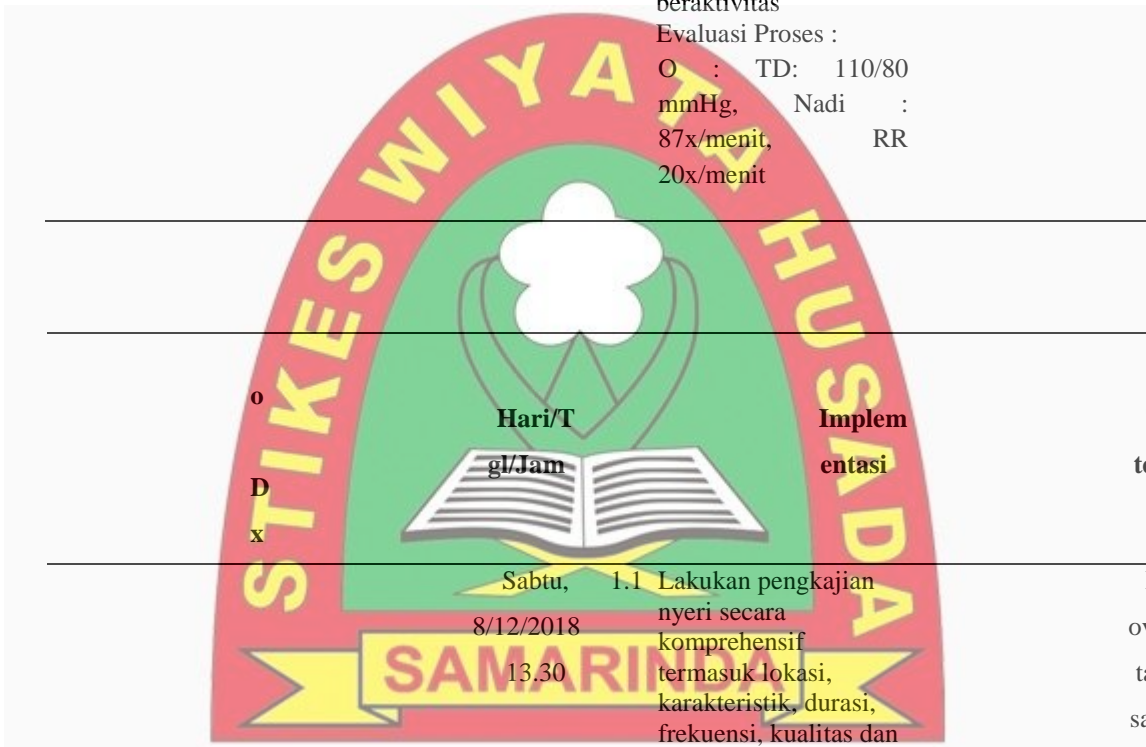 beraktivitas
Evaluasi Proses :
O : TD: 110/80
mmHg, Nadi :
87x/menit, RR
20x/menit
STIKES WIYATA HUSADA
SAMARINDA
o
D
x
Hari/T
gl/Jam
Implem
entasi
Sabtu,
8/12/2018
13.30
1.1 Lakukan pengkajian
nyeri secara
komprehensif
termasuk lokasi,
karakteristik, durasi,
frekuensi, kualitas dan